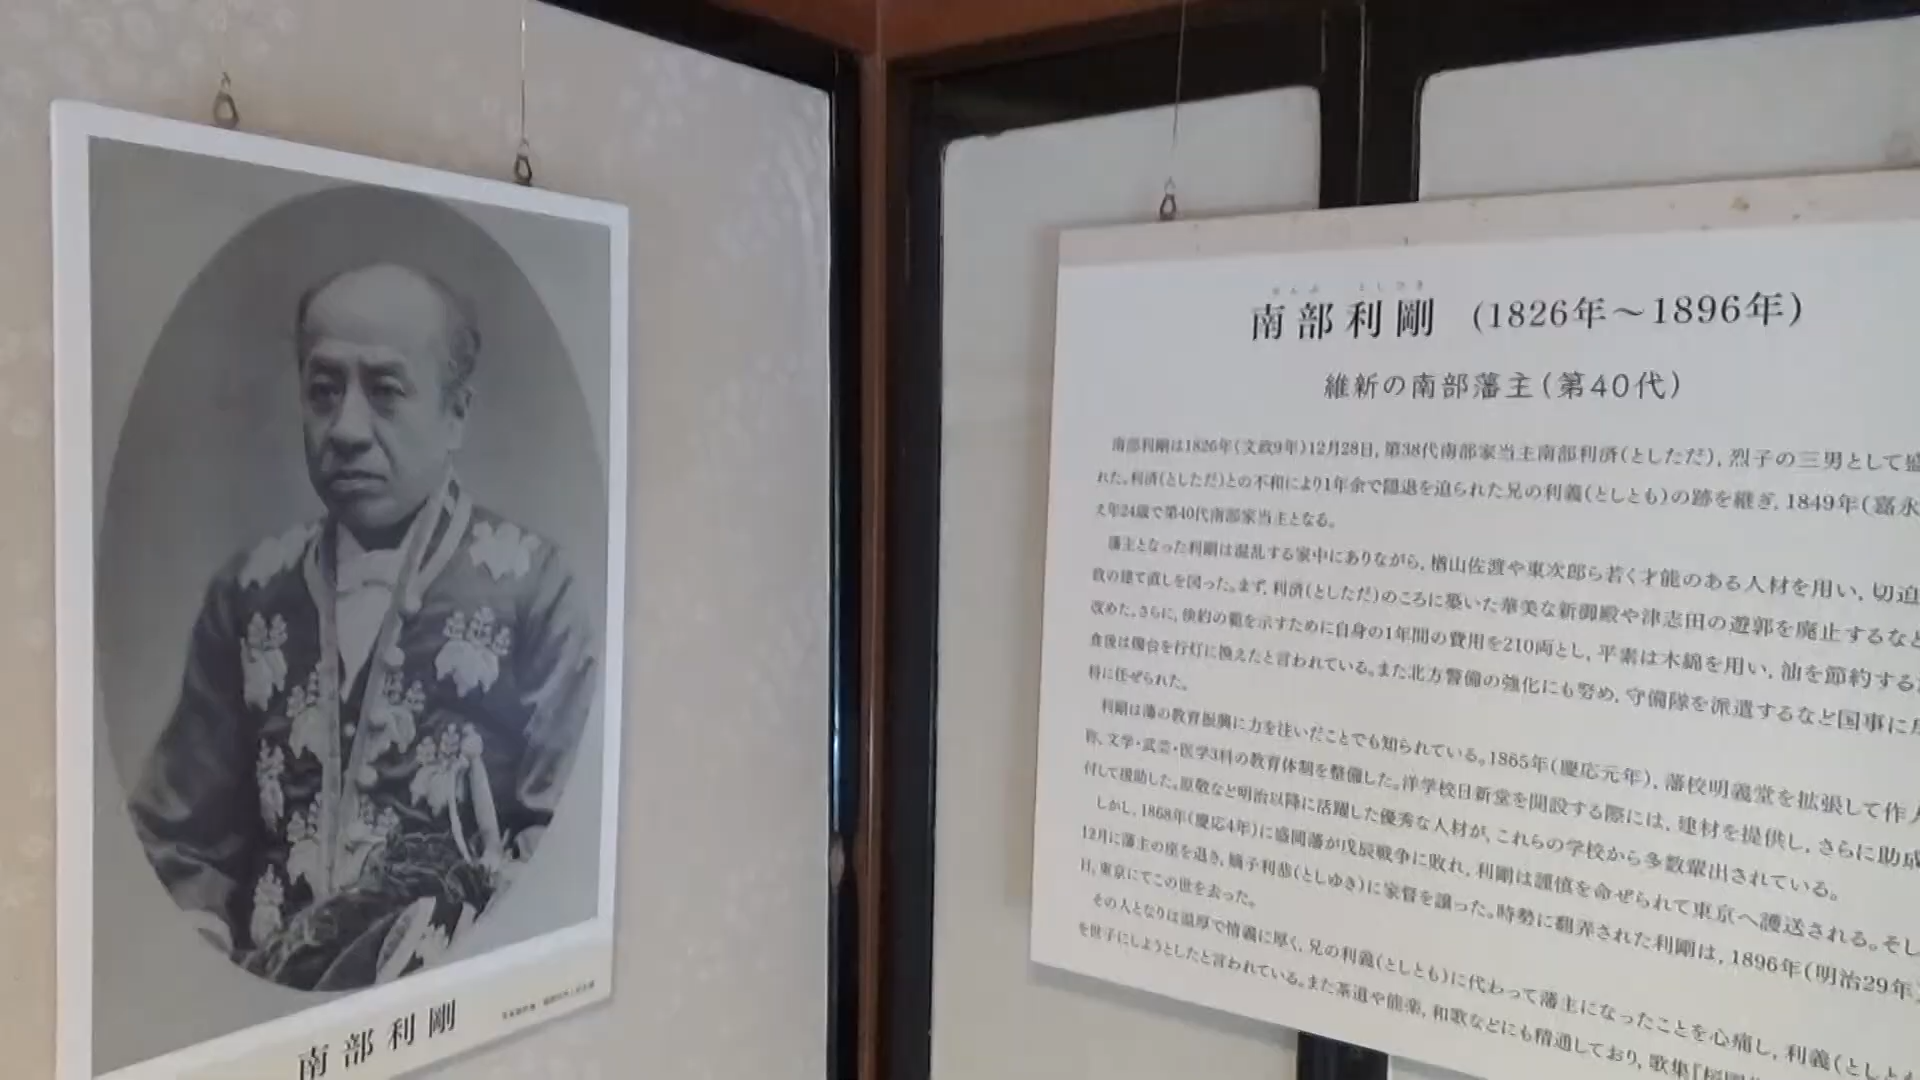 南部利剛
なんぶ としひさ
南部利剛 (1826年～1896年)
維新の南部藩主(第40代)
南部利剛は1826年(文政9年)12月28日,第38代南部家当主南部利済(としただ),烈子の三男として盛
れた。利済(としただ)との不和により1年余で隠退を迫られた兄の利義(としとも)の跡を継ぎ,1849年(嘉永
え年24歳で第40代南部家当主となる。
藩主となった利剛は混乱する家中にありながら,楢山佐渡や東次郎ら若く才能のある人材を用い,切迫
政の建て直しを図った。まず,利済(としただ)のころに築いた華美な新御殿や津志田の遊郭を廃止するなど
改めた。さらに,倹約の範を示すために自身の1年間の費用を210両とし,平素は木綿を用い,油を節約する
食後は燭台を行灯に換えたと言われている。また北方警備の強化にも努め,守備隊を派遣するなど国事に
将に任ぜられた。
利剛は藩の教育振興に力を注いだことでも知られている。1865年(慶応元年),藩校明義堂を拡張して作人
称、文学・武芸・医学3科の教育体制を整備した。洋学校日新堂を開設する際には,建材を提供し,さらに助成
付して援助した。原敬など明治以降に活躍した優秀な人材が,これらの学校から多数輩出されている。
しかし,1868年(慶応4年)に盛岡藩が戊辰戦争に敗れ,利剛は謹慎を命ぜられて東京へ護送される。そし
12月に藩主の座を退き,嫡子利恭(としゆき)に家督を譲った。時勢に翻弄された利剛は,1896年(明治29年)
日,東京にてこの世を去った。
その人となりは温厚で情義に厚く,兄の利義(としとも)に代わって藩主になったことを心痛し,利義(としとも
を世子にしようとしたと言われている。また茶道や能楽,和歌などにも精通しており,歌集『桜園